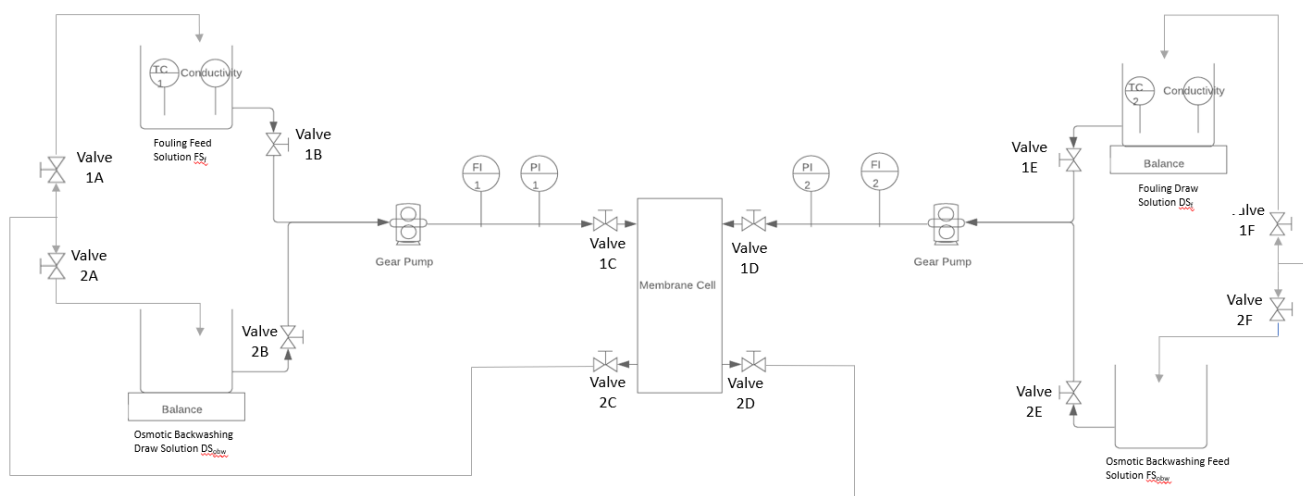 TC
1
Conductivity
Fouling Feed
Solution FSf
Valve
1A
Valve
1B
FI
1
PI
1
Gear Pump
Valve
1C
Valve
2A
Valve
2B
Balance
Osmotic Backwashing
Draw Solution DSobw
Membrane Cell
Valve
2C
Valve
1D
Valve
2D
PI
2
FI
2
Gear Pump
TC
2
Conductivity
Balance
Fouling Draw
Solution DSf
Valve
1E
1F
Valve
2F
Valve
2E
Osmotic Backwashing Feed
Solution FSobw